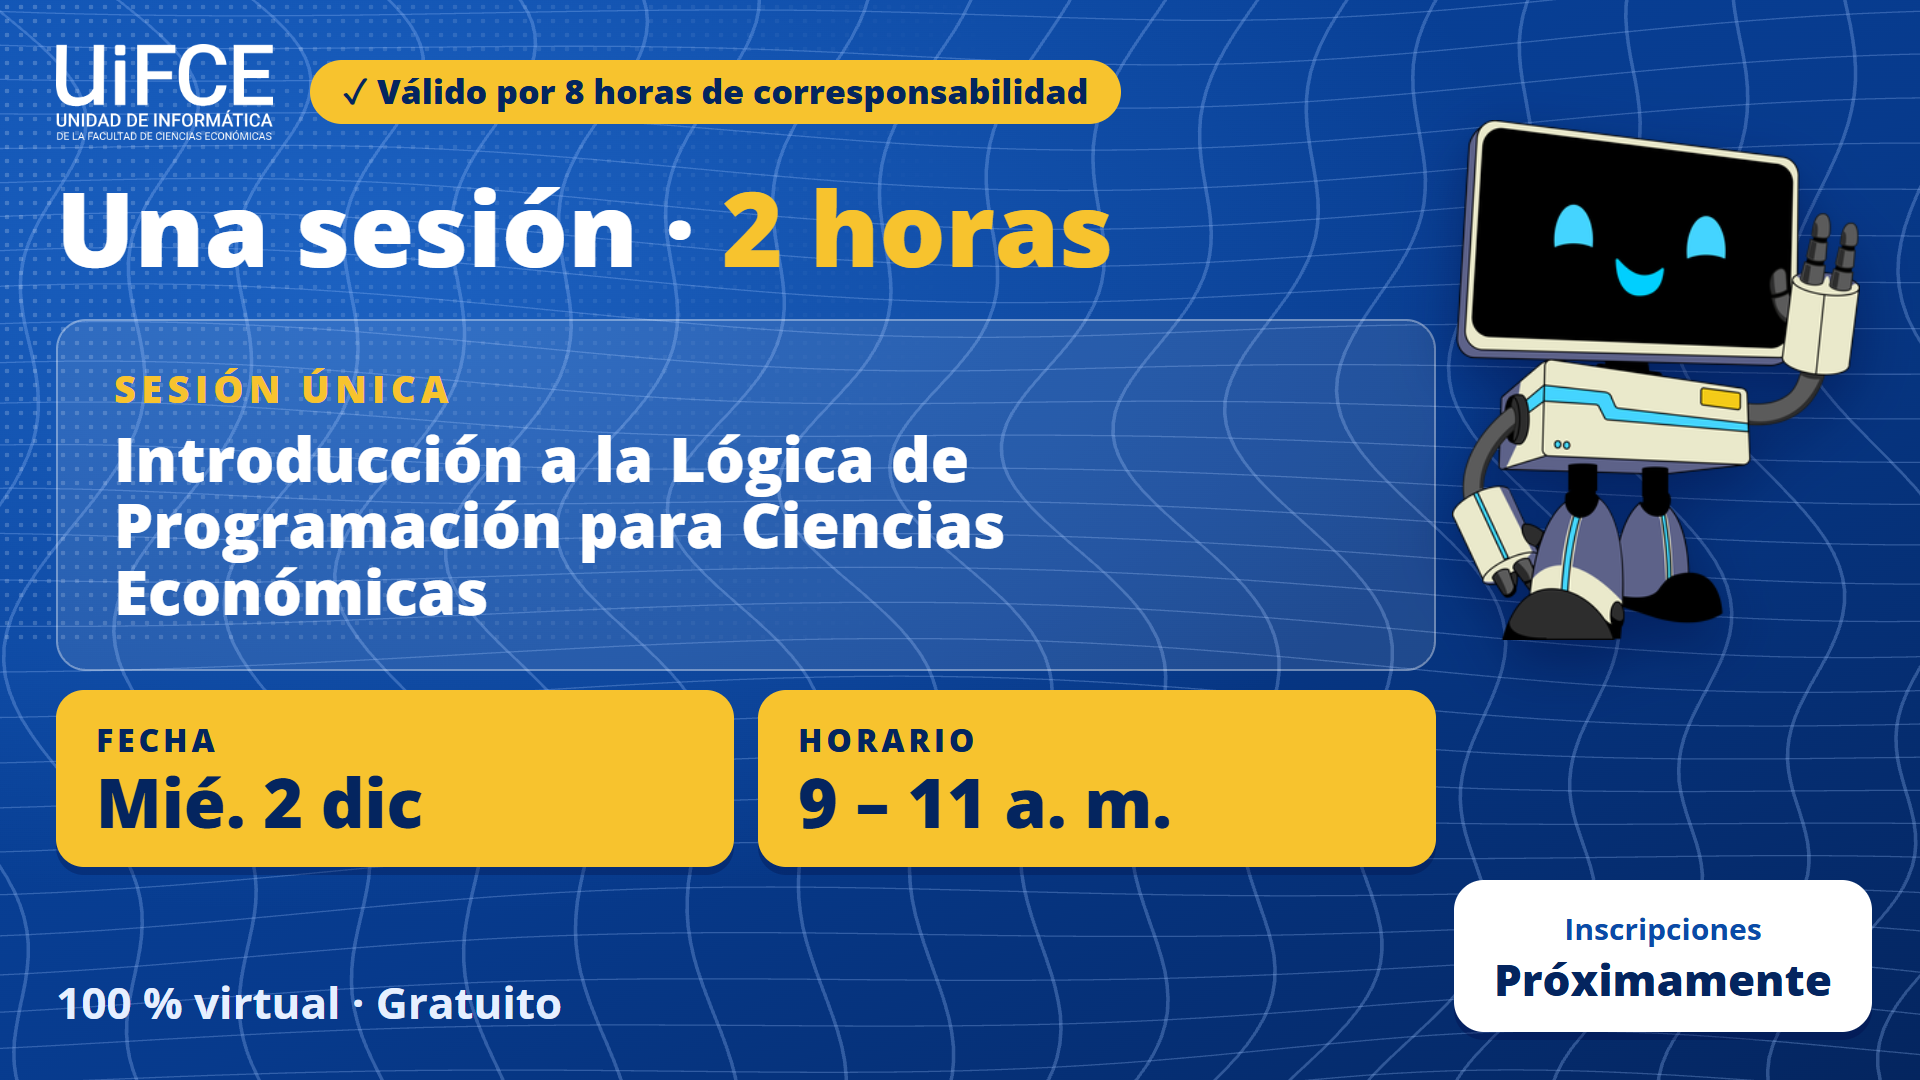 UiFCE
UNIDAD DE INFORMÁTICA
DE LA FACULTAD DE CIENCIAS ECONÓMICAS
✓ Válido por 8 horas de corresponsabilidad
Una sesión · 2 horas
SESIÓN ÚNICA
Introducción a la Lógica de
Programación para Ciencias
Económicas
FECHA
Mié. 2 dic
HORARIO
9 – 11 a. m.
Inscripciones
Próximamente
100 % virtual · Gratuito